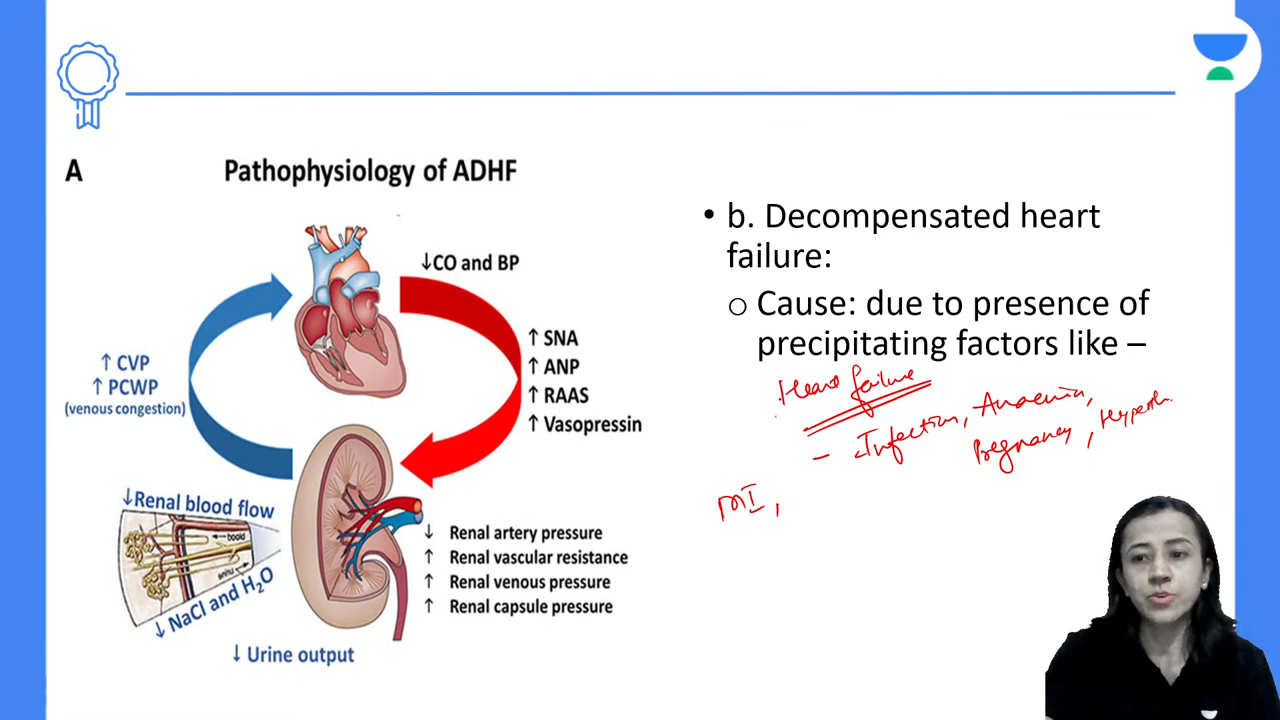 A
Pathophysiology of ADHF
↓CO and BP
↑ SNA
↑ ANP
↑ RAAS
↑ Vasopressin
↑ CVP
↑ PCWP
(venous congestion)
↓Renal blood flow
↓ NaCl and H₂O
↓ Urine output
↓ Renal artery pressure
↑ Renal vascular resistance
↑ Renal venous pressure
↑ Renal capsule pressure
• b. Decompensated heart
failure:
o Cause: due to presence of
precipitating factors like –
Heart failure
- Infection, Anaemia,
Pregnancy, Hyperth.
MI,